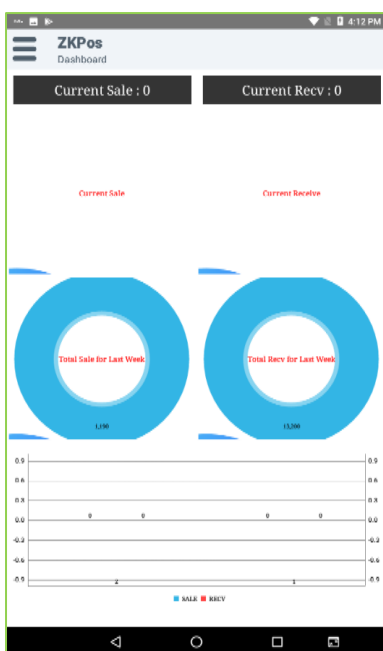 4:12 PM
ZKPos
Dashboard
Current Sale : 0
Current Recv : 0
Current Sale
Current Receive
Total Sale for Last Week
Total Recv for Last Week
1,190
13,200
0.9 0.9
0.6 0.6
0.3 0.3
0.0 0 0 0 0 0.0
-0.3 -0.3
-0.6 -0.6
-0.9 2 1 -0.9
SALE RECV